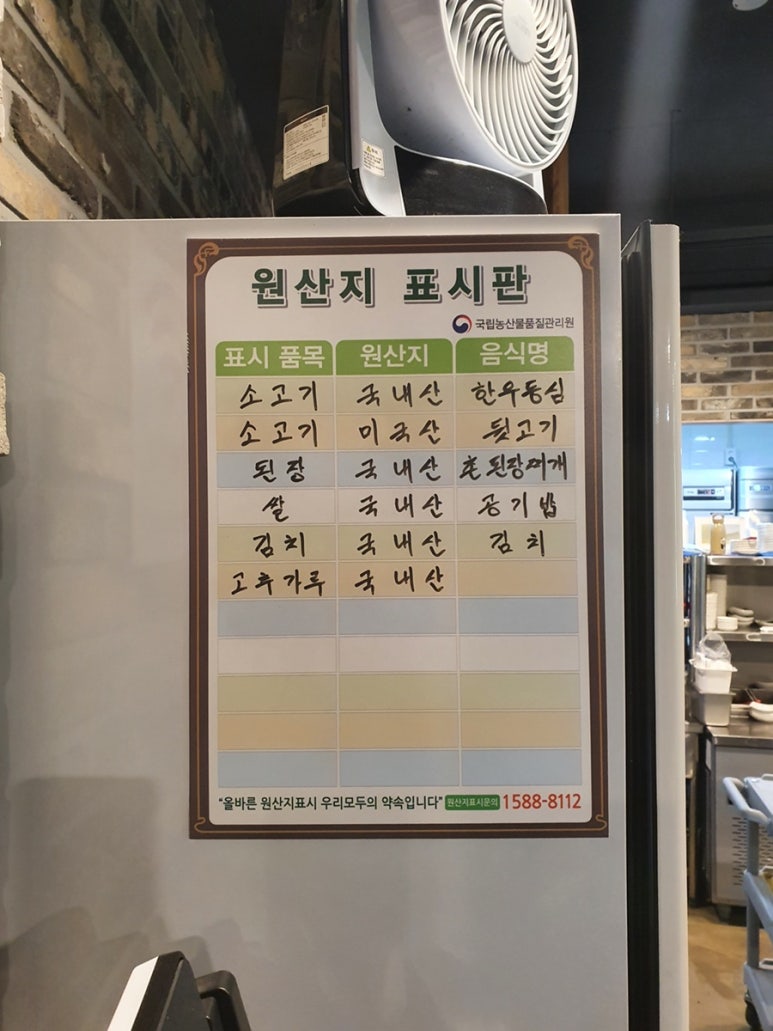 원산지 표시판
국립농산물품질관리원
표시 품목 원산지 음식명
소고기 국내산 한우등심
소고기 미국산 뒷고기
된장 국내산 된장찌개
쌀 국내산 공기밥
김치 국내산 김치
고추가루 국내산
"올바른 원산지표시 우리모두의 약속입니다" 원산지표시문의 1588-8112